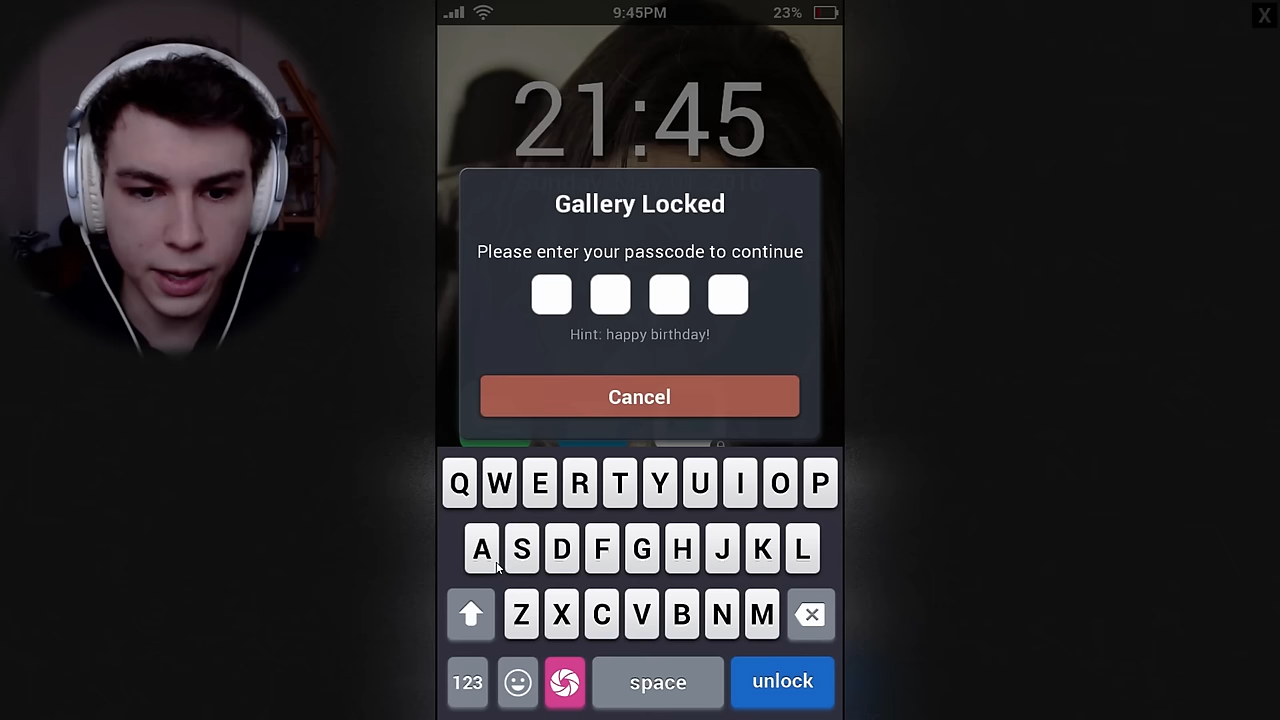 9:45PM
23%
X
21:45
Gallery Locked
Please enter your passcode to continue
Hint: happy birthday!
Cancel
Q W E R T Y U I O P
A S D F G H J K L
Z X C V B N M
123 space unlock